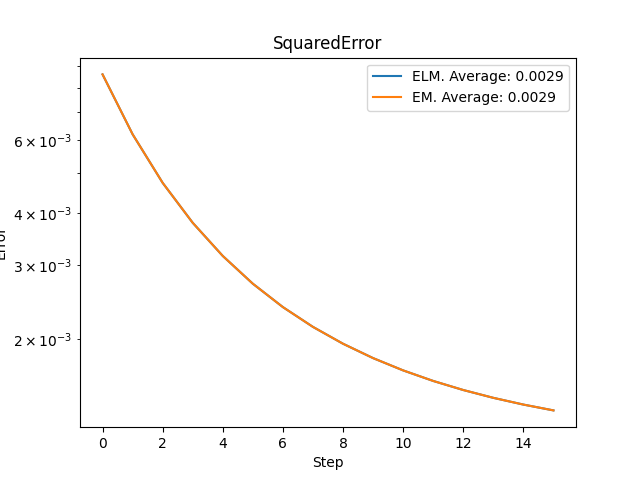 SquaredError
ELM. Average: 0.0029
EM. Average: 0.0029
6 × 10⁻³
4 × 10⁻³
3 × 10⁻³
2 × 10⁻³
Error
0 2 4 6 8 10 12 14
Step